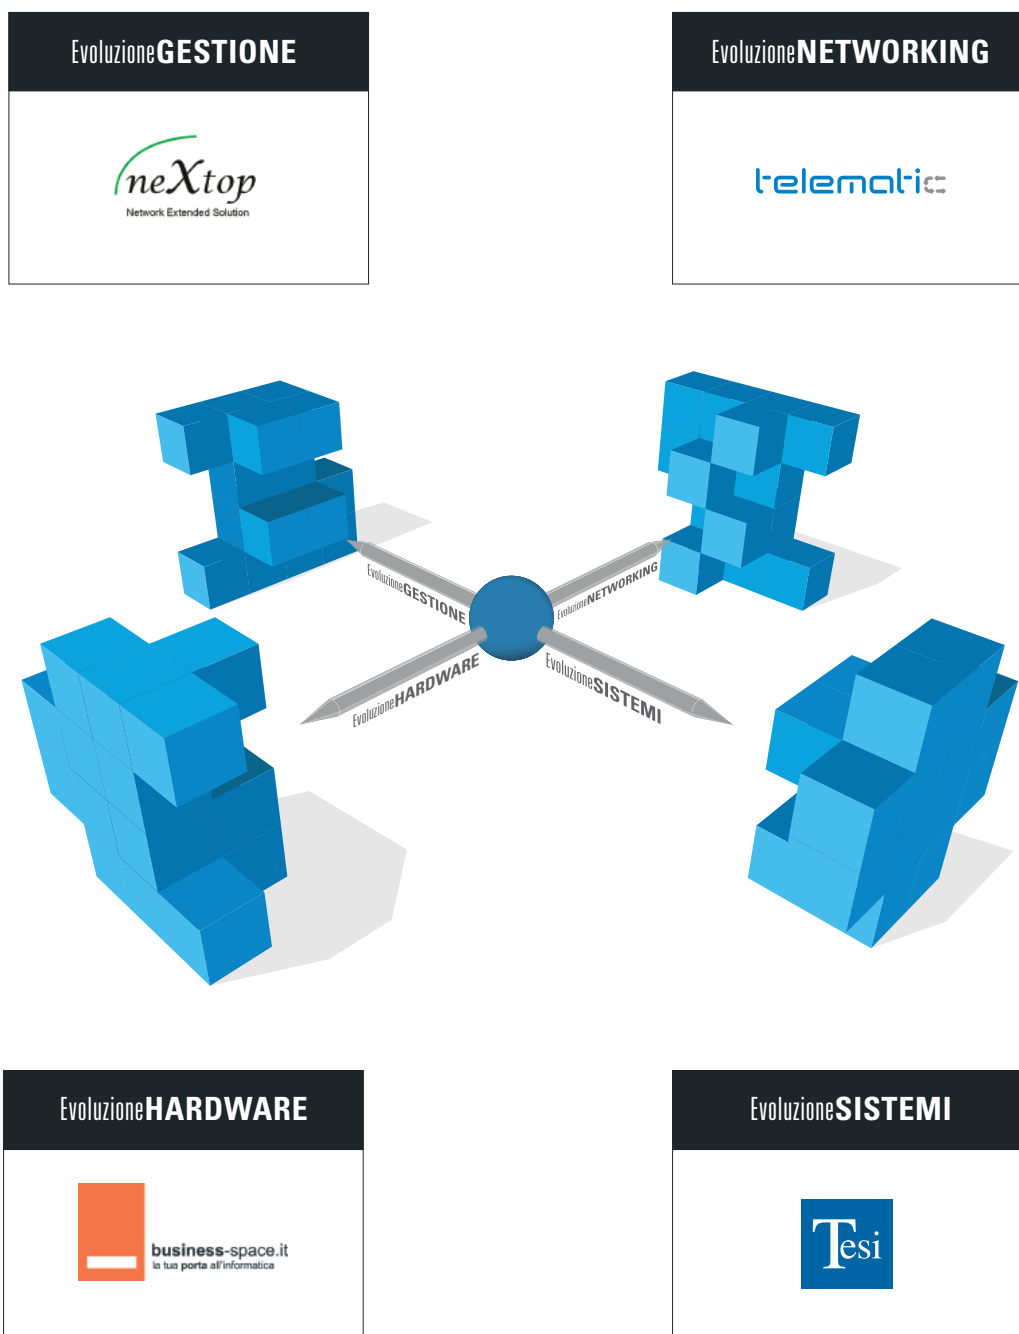 EvoluzioneGESTIONE
EvoluzioneNETWORKING
neXtop
Network Extended Solution
telematic
EvoluzioneGESTIONE
EvoluzioneNETWORKING
EvoluzioneHARDWARE
EvoluzioneSISTEMI
EvoluzioneHARDWARE
EvoluzioneSISTEMI
business-space.it
la tua porta all'informatica
Tesi